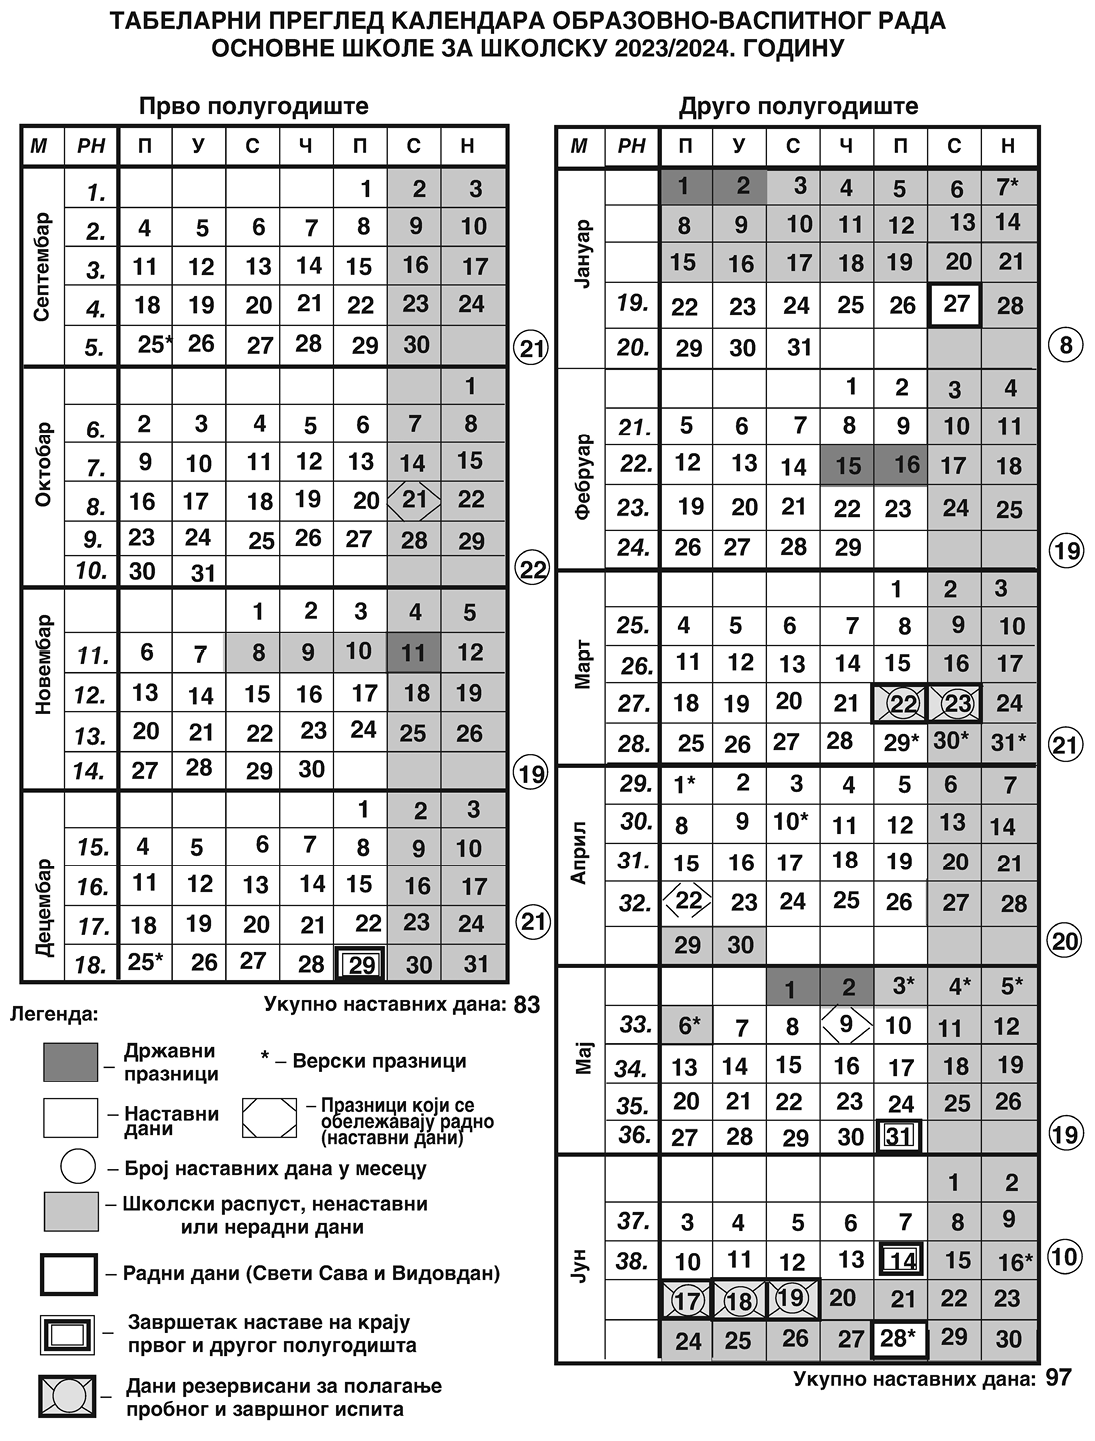 ТАБЕЛАРНИ ПРЕГЛЕД КАЛЕНДАРА ОБРАЗОВНО-ВАСПИТНОГ РАДА
ОСНОВНЕ ШКОЛЕ ЗА ШКОЛСКУ 2023/2024. ГОДИНУ
Прво полугодиште
М РН П У С Ч П С Н
Септембар
1. 1 2 3
2. 4 5 6 7 8 9 10
3. 11 12 13 14 15 16 17
4. 18 19 20 21 22 23 24
5. 25* 26 27 28 29 30
21
Октобар
1
6. 2 3 4 5 6 7 8
7. 9 10 11 12 13 14 15
8. 16 17 18 19 20 21 22
9. 23 24 25 26 27 28 29
10. 30 31
22
Новембар
1 2 3 4 5
11. 6 7 8 9 10 11 12
12. 13 14 15 16 17 18 19
13. 20 21 22 23 24 25 26
14. 27 28 29 30
19
Децембар
1 2 3
15. 4 5 6 7 8 9 10
16. 11 12 13 14 15 16 17
17. 18 19 20 21 22 23 24
21
18. 25* 26 27 28 29 30 31
Укупно наставних дана: 83
Легенда:
– Државни
празници
* – Верски празници
– Наставни
дани
– Празници који се
обележавају радно
(наставни дани)
– Број наставних дана у месецу
– Школски распуст, ненаставни
или нерадни дани
– Радни дани (Свети Сава и Видовдан)
– Завршетак наставе на крају
првог и другог полугодишта
– Дани резервисани за полагање
пробног и завршног испита
Друго полугодиште
М РН П У С Ч П С Н
Јануар
1 2 3 4 5 6 7*
8 9 10 11 12 13 14
15 16 17 18 19 20 21
19. 22 23 24 25 26 27 28
20. 29 30 31
8
Фебруар
1 2 3 4
21. 5 6 7 8 9 10 11
22. 12 13 14 15 16 17 18
23. 19 20 21 22 23 24 25
24. 26 27 28 29
19
Март
1 2 3
25. 4 5 6 7 8 9 10
26. 11 12 13 14 15 16 17
27. 18 19 20 21 22 23 24
28. 25 26 27 28 29* 30* 31*
21
Април
29. 1* 2 3 4 5 6 7
30. 8 9 10* 11 12 13 14
31. 15 16 17 18 19 20 21
32. 22 23 24 25 26 27 28
29 30
20
Мај
1 2 3* 4* 5*
33. 6* 7 8 9 10 11 12
34. 13 14 15 16 17 18 19
35. 20 21 22 23 24 25 26
36. 27 28 29 30 31
19
Јун
1 2
37. 3 4 5 6 7 8 9
38. 10 11 12 13 14 15 16*
10
17 18 19 20 21 22 23
24 25 26 27 28* 29 30
Укупно наставних дана: 97